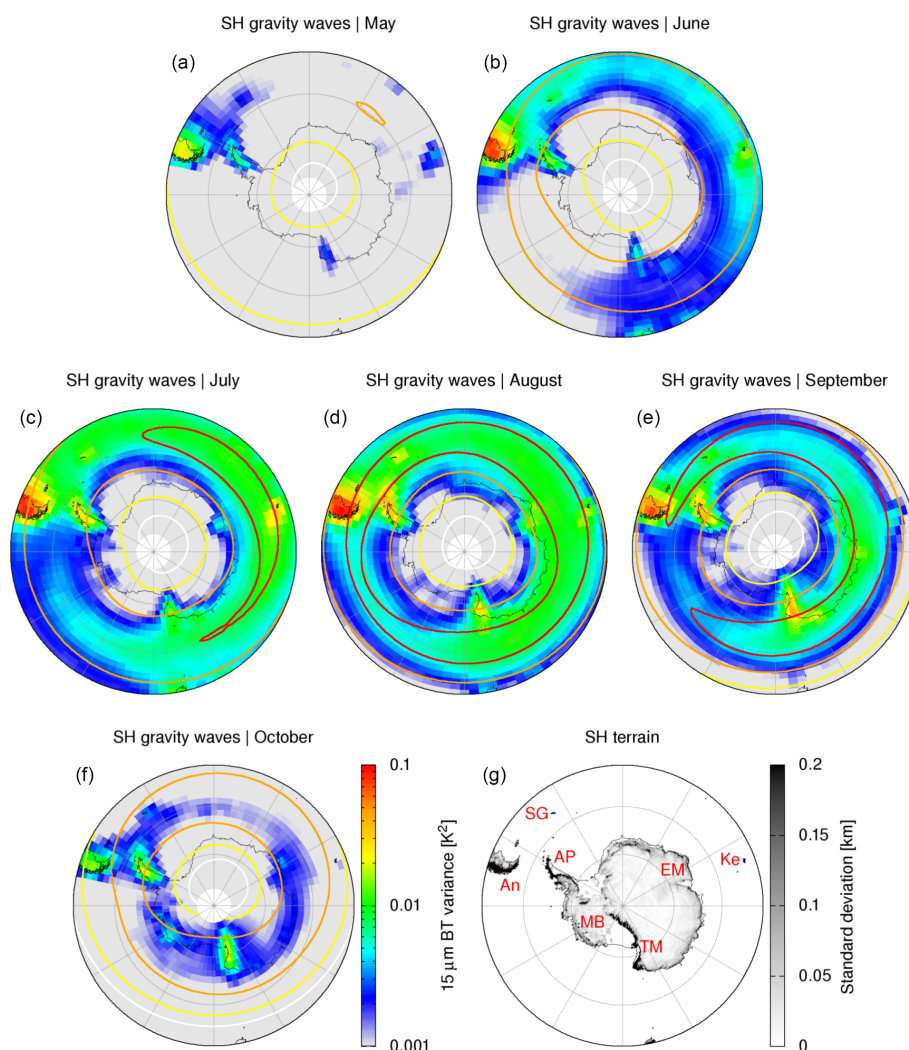 SH gravity waves | May
SH gravity waves | June
(a)
(b)
SH gravity waves | July
SH gravity waves | August
SH gravity waves | September
(c)
(d)
(e)
SH gravity waves | October
SH terrain
(f)
0.1
0.01
0.001
15 μm BT variance [K²]
(g)
SG
AP
An
EM
Ke
MB
TM
0.2
0.15
0.1
0.05
0
Standard deviation [km]